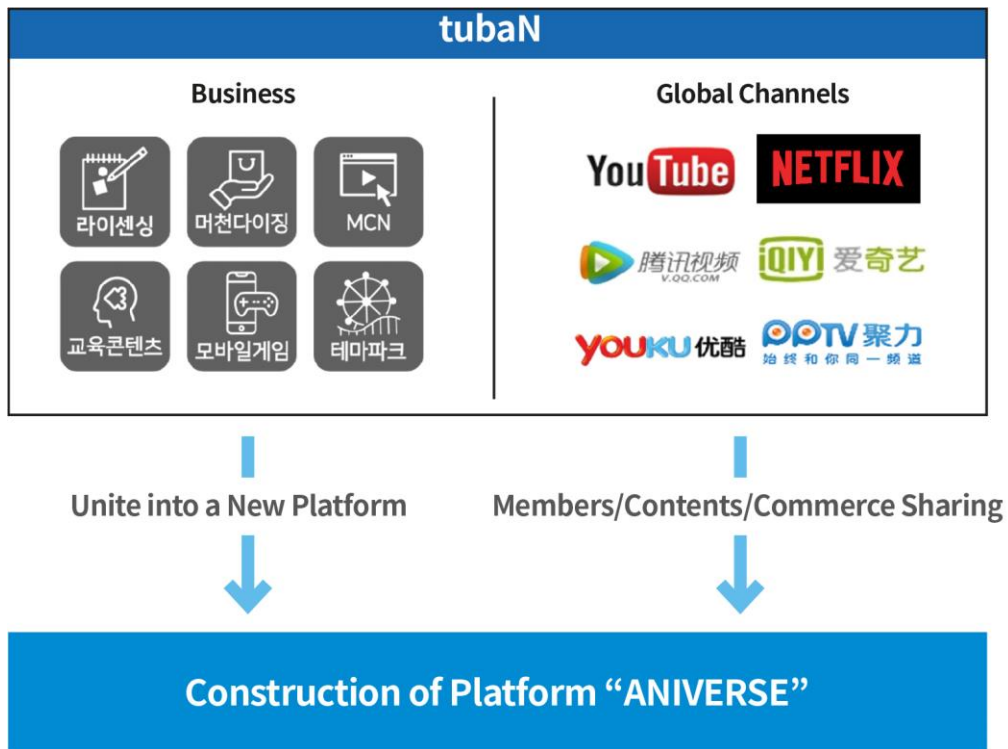 tubaN
Business
라이센싱
머천다이징
MCN
교육콘텐츠
모바일게임
테마파크
Global Channels
YouTube
NETFLIX
腾讯视频
V.QQ.COM
iQIYI 爱奇艺
YOUKU 优酷
PPTV 聚力
始终和你同一频道
Unite into a New Platform
Members/Contents/Commerce Sharing
Construction of Platform “ANIVERSE”